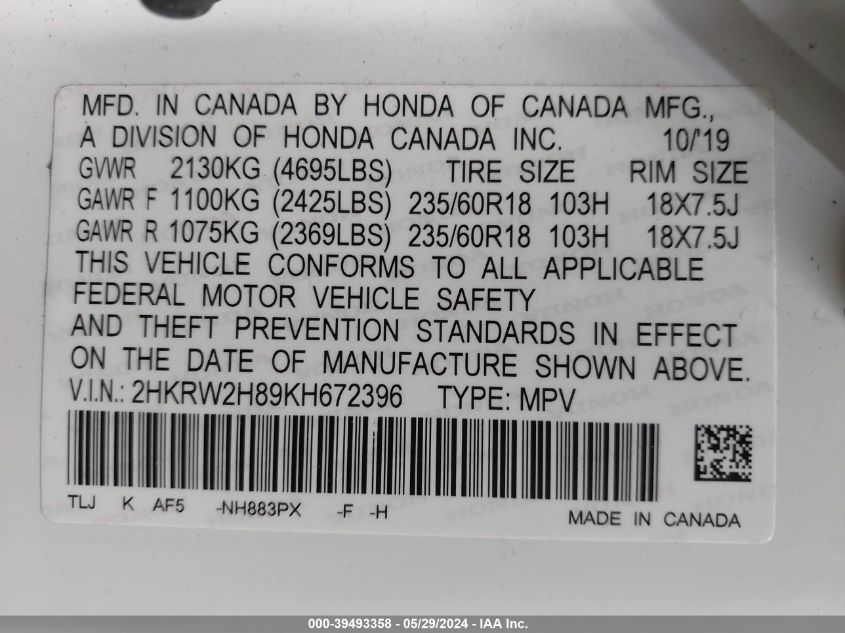 MFD. IN CANADA BY HONDA OF CANADA MFG.,
A DIVISION OF HONDA CANADA INC. 10/'19
GVWR 2130KG (4695LBS) TIRE SIZE RIM SIZE
GAWR F 1100KG (2425LBS) 235/60R18 103H 18X7.5J
GAWR R 1075KG (2369LBS) 235/60R18 103H 18X7.5J
THIS VEHICLE CONFORMS TO ALL APPLICABLE
FEDERAL MOTOR VEHICLE SAFETY
AND THEFT PREVENTION STANDARDS IN EFFECT
ON THE DATE OF MANUFACTURE SHOWN ABOVE.
V.I.N.: 2HKRW2H89KH672396 TYPE: MPV
TLJ K AF5 -NH883PX -F -H
MADE IN CANADA
000-39493358 - 05/29/2024 - IAA Inc.